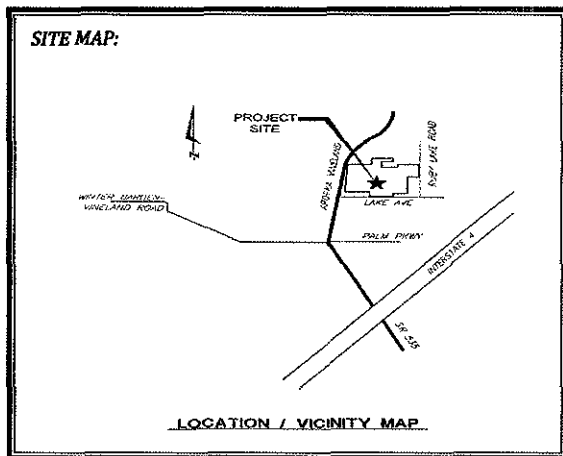 SITE MAP:
PROJECT
SITE
N
APOPKA VINELAND
RUBY LAKE ROAD
LAKE AVE
WINTER GARDEN-
VINELAND ROAD
PALM PKWY
INTERSTATE 4
SR 535
LOCATION / VICINITY MAP